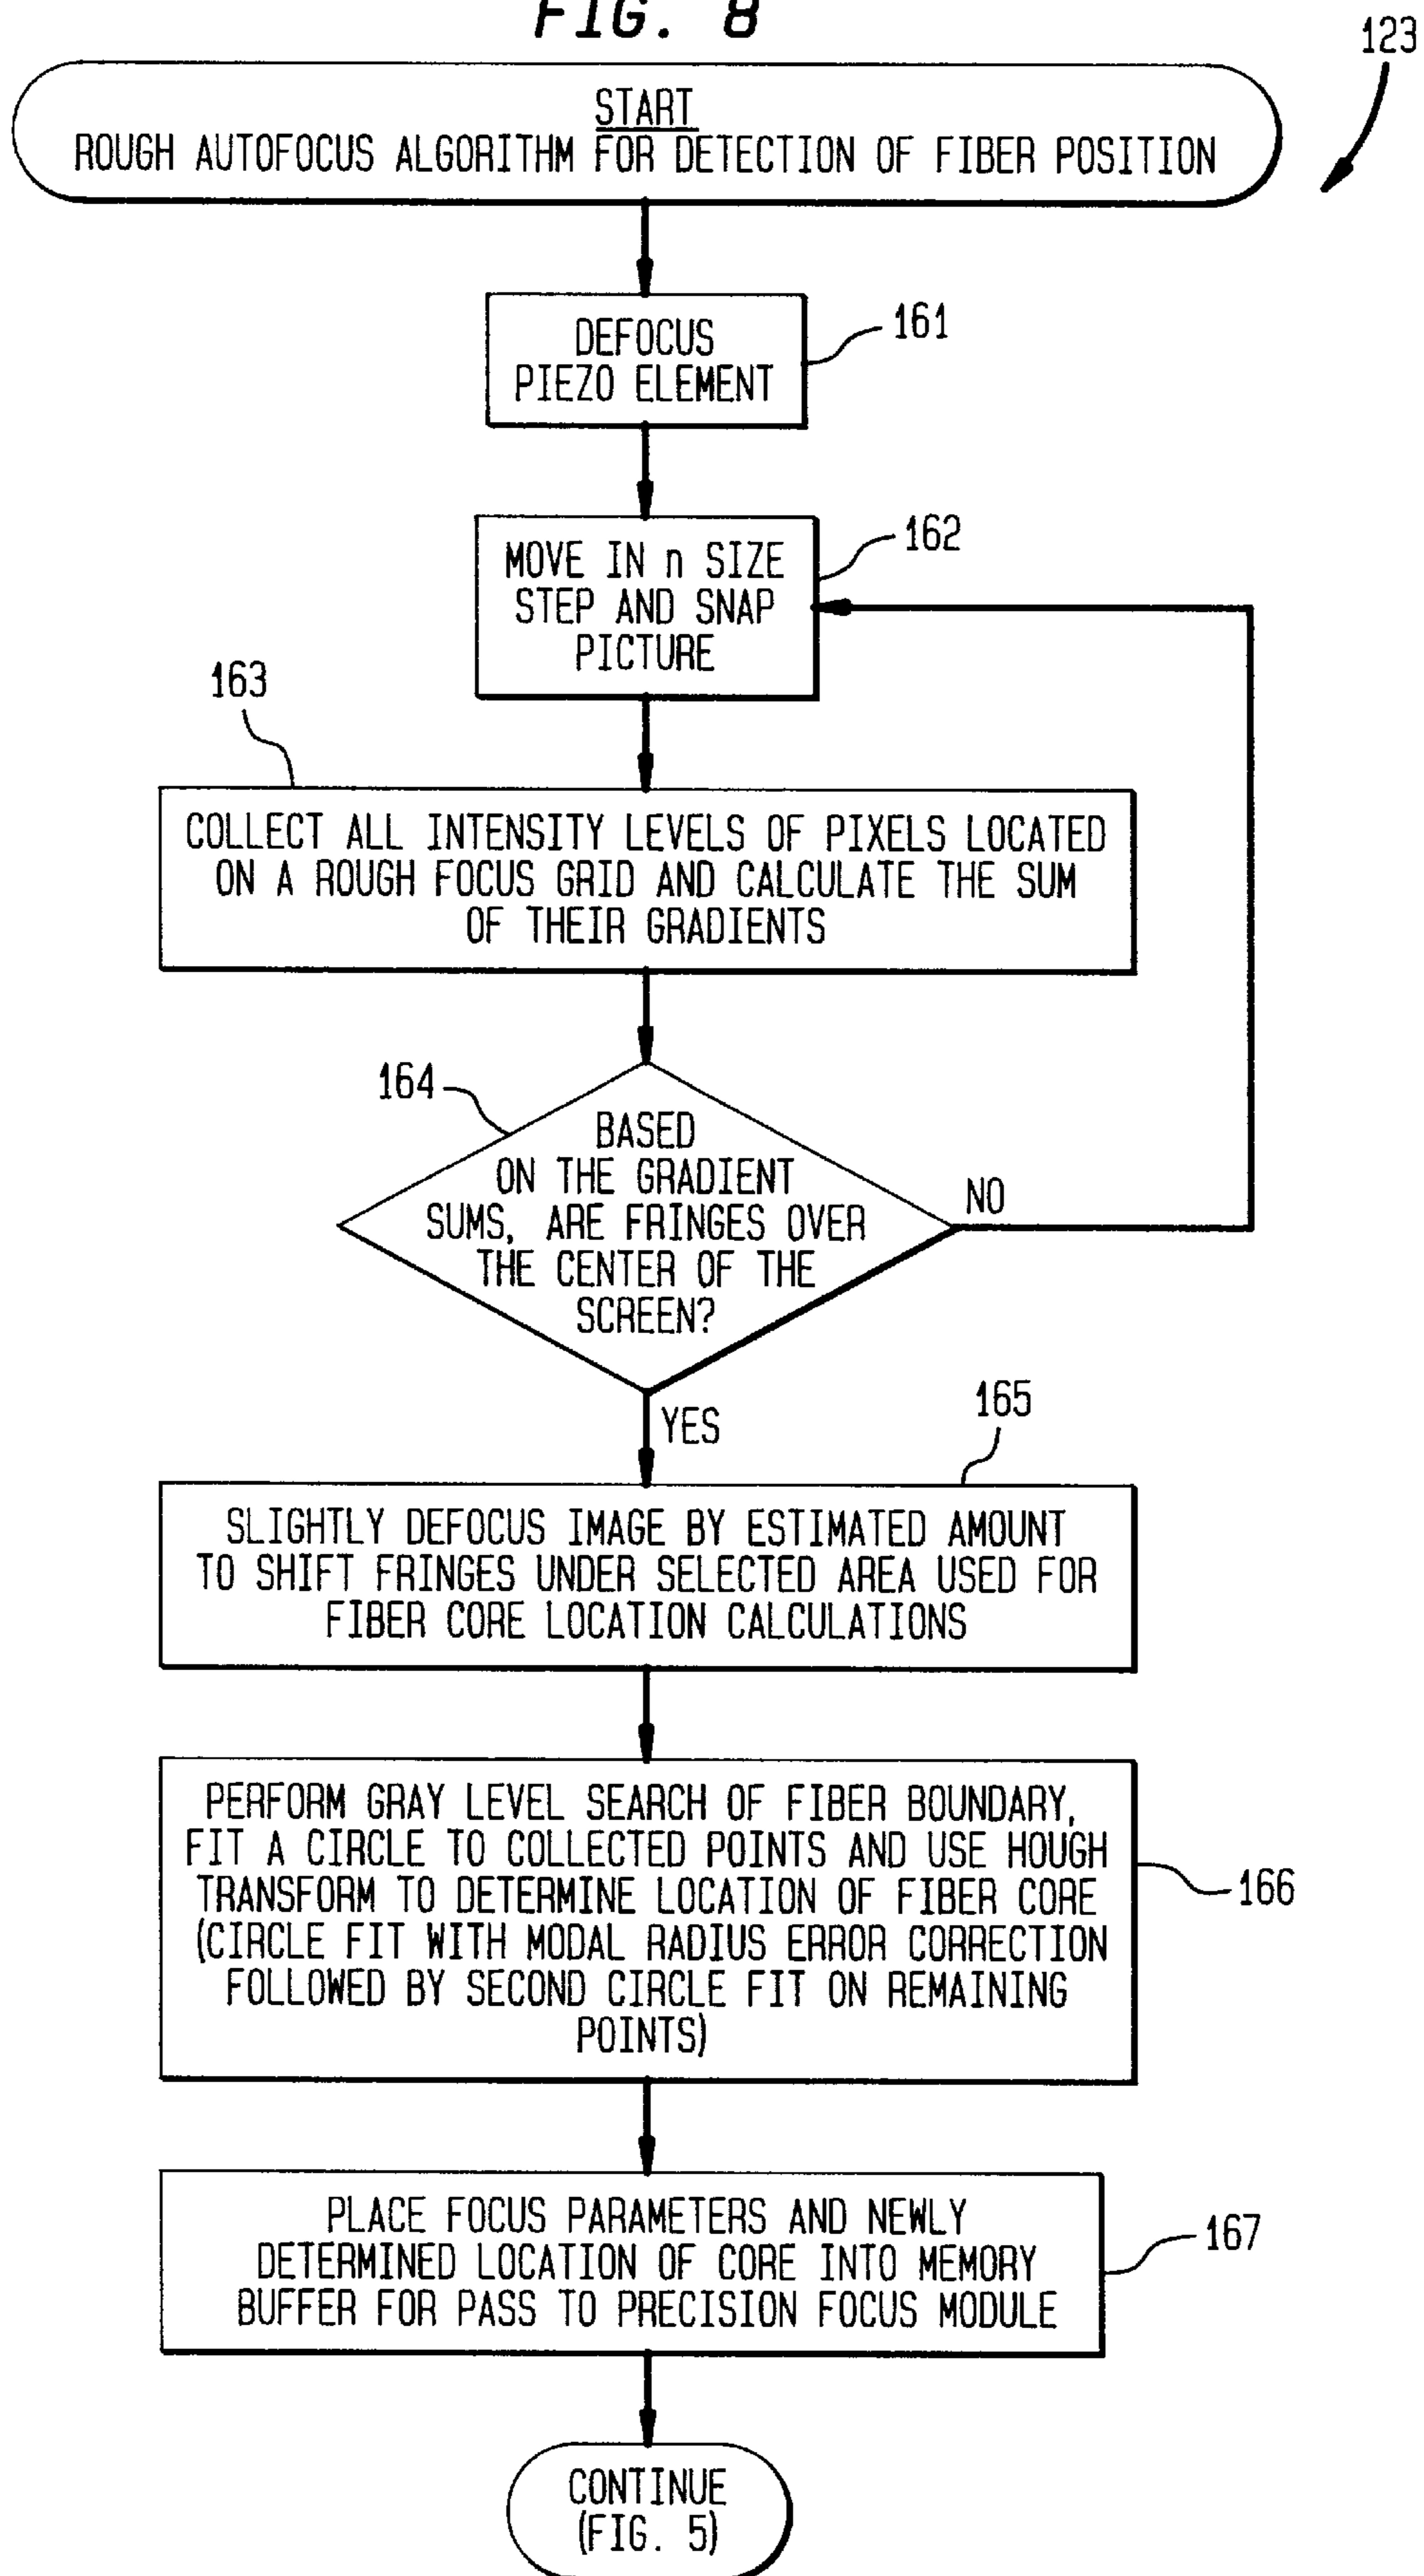 FIG. 8
123
START
ROUGH AUTOFOCUS ALGORITHM FOR DETECTION OF FIBER POSITION
DEFOCUS
PIEZO ELEMENT
161
MOVE IN n SIZE
STEP AND SNAP
PICTURE
162
163
COLLECT ALL INTENSITY LEVELS OF PIXELS LOCATED
ON A ROUGH FOCUS GRID AND CALCULATE THE SUM
OF THEIR GRADIENTS
164
BASED
ON THE GRADIENT
SUMS, ARE FRINGES OVER
THE CENTER OF THE
SCREEN?
NO
YES
165
SLIGHTLY DEFOCUS IMAGE BY ESTIMATED AMOUNT
TO SHIFT FRINGES UNDER SELECTED AREA USED FOR
FIBER CORE LOCATION CALCULATIONS
PERFORM GRAY LEVEL SEARCH OF FIBER BOUNDARY,
FIT A CIRCLE TO COLLECTED POINTS AND USE HOUGH
TRANSFORM TO DETERMINE LOCATION OF FIBER CORE
(CIRCLE FIT WITH MODAL RADIUS ERROR CORRECTION
FOLLOWED BY SECOND CIRCLE FIT ON REMAINING
POINTS)
166
PLACE FOCUS PARAMETERS AND NEWLY
DETERMINED LOCATION OF CORE INTO MEMORY
BUFFER FOR PASS TO PRECISION FOCUS MODULE
167
CONTINUE
(FIG. 5)